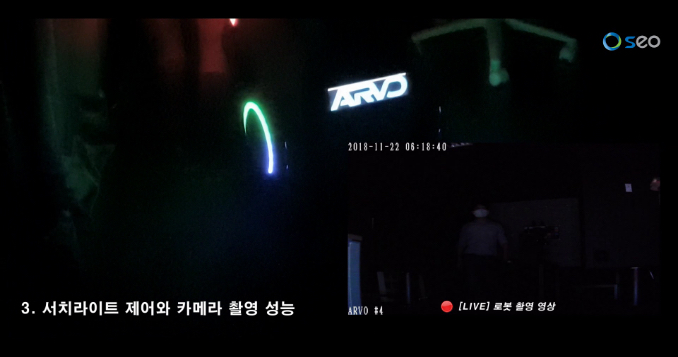 seo
ARVO
2018-11-22 06:18:40
3. 서치라이트 제어와 카메라 촬영 성능
ARVO #4
[LIVE] 로봇 촬영 영상